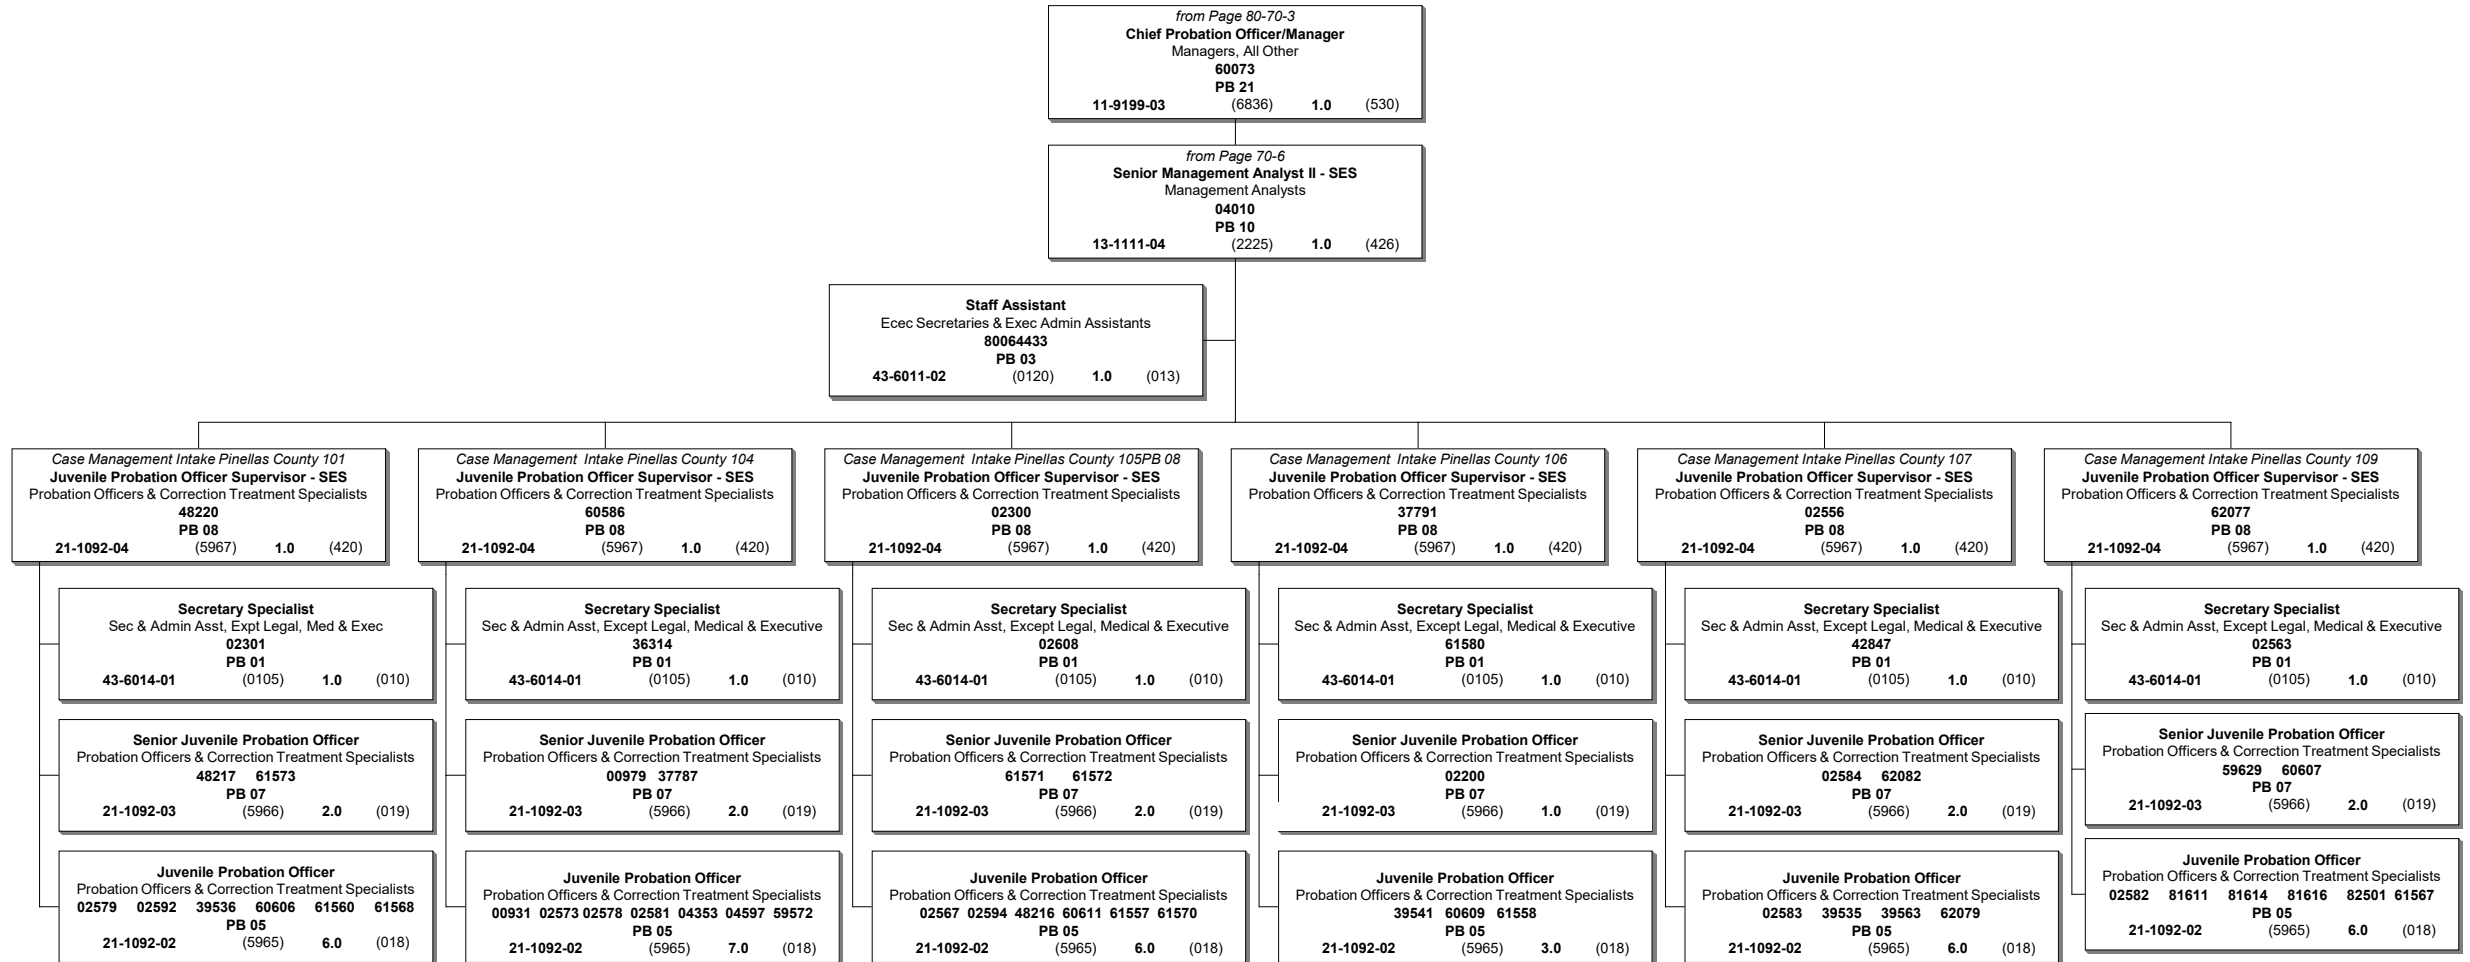 from Page 80-70-3
Chief Probation Officer/Manager
Managers, All Other
60073
PB 21
11-9199-03 (6836) 1.0 (530)
from Page 70-6
Senior Management Analyst II - SES
Management Analysts
04010
PB 10
13-1111-04 (2225) 1.0 (426)
Staff Assistant
Ecec Secretaries & Exec Admin Assistants
80064433
PB 03
43-6011-02 (0120) 1.0 (013)
Case Management Intake Pinellas County 101
Juvenile Probation Officer Supervisor - SES
Probation Officers & Correction Treatment Specialists
48220
PB 08
21-1092-04 (5967) 1.0 (420)
Secretary Specialist
Sec & Admin Asst, Expt Legal, Med & Exec
02301
PB 01
43-6014-01 (0105) 1.0 (010)
Senior Juvenile Probation Officer
Probation Officers & Correction Treatment Specialists
48217 61573
PB 07
21-1092-03 (5966) 2.0 (019)
Juvenile Probation Officer
Probation Officers & Correction Treatment Specialists
02579 02592 39536 60606 61560 61568
PB 05
21-1092-02 (5965) 6.0 (018)
Case Management Intake Pinellas County 104
Juvenile Probation Officer Supervisor - SES
Probation Officers & Correction Treatment Specialists
60586
PB 08
21-1092-04 (5967) 1.0 (420)
Secretary Specialist
Sec & Admin Asst, Except Legal, Medical & Executive
36314
PB 01
43-6014-01 (0105) 1.0 (010)
Senior Juvenile Probation Officer
Probation Officers & Correction Treatment Specialists
00979 37787
PB 07
21-1092-03 (5966) 2.0 (019)
Juvenile Probation Officer
Probation Officers & Correction Treatment Specialists
00931 02573 02578 02581 04353 04597 59572
PB 05
21-1092-02 (5965) 7.0 (018)
Case Management Intake Pinellas County 105PB 08
Juvenile Probation Officer Supervisor - SES
Probation Officers & Correction Treatment Specialists
02300
PB 08
21-1092-04 (5967) 1.0 (420)
Secretary Specialist
Sec & Admin Asst, Except Legal, Medical & Executive
02608
PB 01
43-6014-01 (0105) 1.0 (010)
Senior Juvenile Probation Officer
Probation Officers & Correction Treatment Specialists
61571 61572
PB 07
21-1092-03 (5966) 2.0 (019)
Juvenile Probation Officer
Probation Officers & Correction Treatment Specialists
02567 02594 48216 60611 61557 61570
PB 05
21-1092-02 (5965) 6.0 (018)
Case Management Intake Pinellas County 106
Juvenile Probation Officer Supervisor - SES
Probation Officers & Correction Treatment Specialists
37791
PB 08
21-1092-04 (5967) 1.0 (420)
Secretary Specialist
Sec & Admin Asst, Except Legal, Medical & Executive
61580
PB 01
43-6014-01 (0105) 1.0 (010)
Senior Juvenile Probation Officer
Probation Officers & Correction Treatment Specialists
02200
PB 07
21-1092-03 (5966) 1.0 (019)
Juvenile Probation Officer
Probation Officers & Correction Treatment Specialists
39541 60609 61558
PB 05
21-1092-02 (5965) 3.0 (018)
Case Management Intake Pinellas County 107
Juvenile Probation Officer Supervisor - SES
Probation Officers & Correction Treatment Specialists
02556
PB 08
21-1092-04 (5967) 1.0 (420)
Secretary Specialist
Sec & Admin Asst, Except Legal, Medical & Executive
42847
PB 01
43-6014-01 (0105) 1.0 (010)
Senior Juvenile Probation Officer
Probation Officers & Correction Treatment Specialists
02584 62082
PB 07
21-1092-03 (5966) 2.0 (019)
Juvenile Probation Officer
Probation Officers & Correction Treatment Specialists
02583 39535 39563 62079
PB 05
21-1092-02 (5965) 6.0 (018)
Case Management Intake Pinellas County 109
Juvenile Probation Officer Supervisor - SES
Probation Officers & Correction Treatment Specialists
62077
PB 08
21-1092-04 (5967) 1.0 (420)
Secretary Specialist
Sec & Admin Asst, Except Legal, Medical & Executive
02563
PB 01
43-6014-01 (0105) 1.0 (010)
Senior Juvenile Probation Officer
Probation Officers & Correction Treatment Specialists
59629 60607
PB 07
21-1092-03 (5966) 2.0 (019)
Juvenile Probation Officer
Probation Officers & Correction Treatment Specialists
02582 81611 81614 81616 82501 61567
PB 05
21-1092-02 (5965) 6.0 (018)